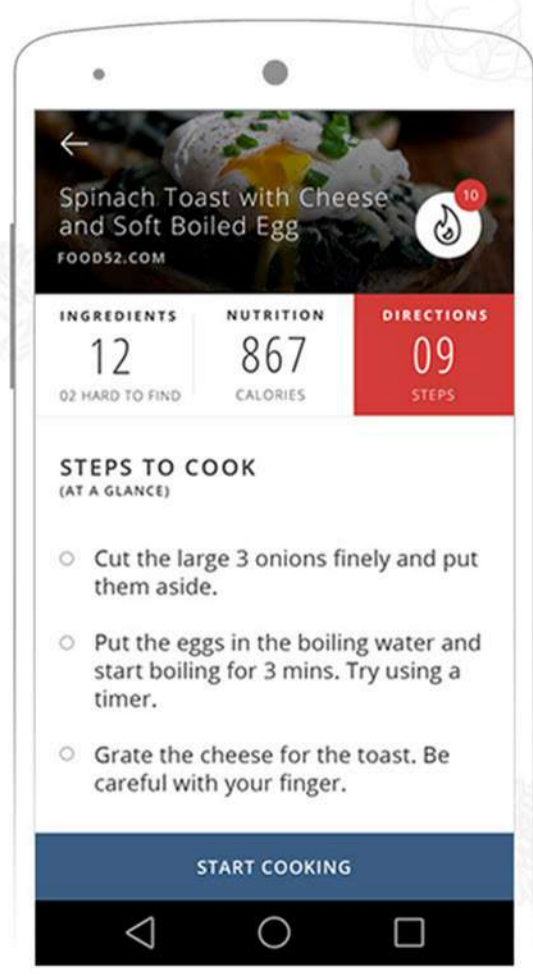 Spinach Toast with Cheese
and Soft Boiled Egg
10
FOOD52.COM
INGREDIENTS
12
02 HARD TO FIND
NUTRITION
867
CALORIES
DIRECTIONS
09
STEPS
STEPS TO COOK
(AT A GLANCE)
Cut the large 3 onions finely and put
them aside.
Put the eggs in the boiling water and
start boiling for 3 mins. Try using a
timer.
Grate the cheese for the toast. Be
careful with your finger.
START COOKING